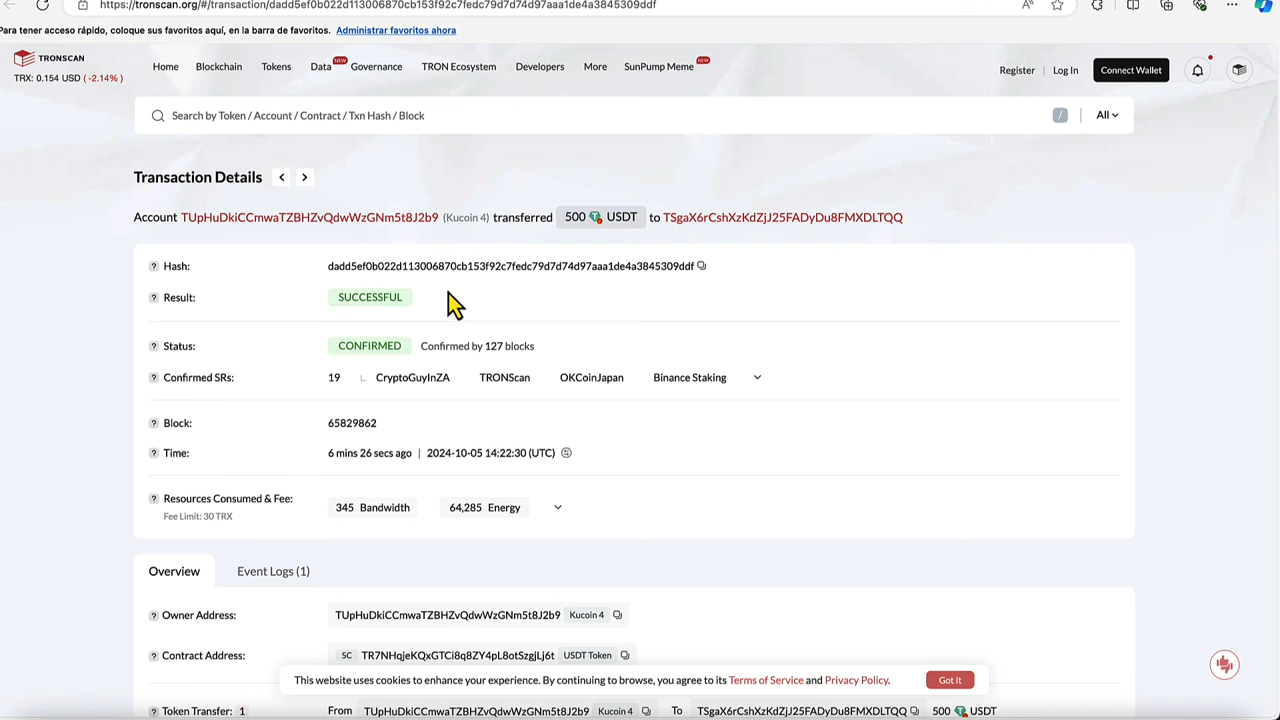 https://tronscan.org/#/transaction/dadd5ef0b022d113006870cb153f92c7fedc79d7d74d97aaa1de4a3845309ddf
Para tener acceso rápido, coloque sus favoritos aquí, en la barra de favoritos. Administrar favoritos ahora
TRONSCAN
TRX: 0.154 USD (-2.14%)
Home Blockchain Tokens Data NEW Governance TRON Ecosystem Developers More SunPump Meme NEW
Register | Log In Connect Wallet
Search by Token / Account / Contract / Txn Hash / Block / All
Transaction Details < >
Account TUpHuDkiCCmwaTZBHZvQdwWzGNm5t8J2b9 (Kucoin 4) transferred 500 USDT to TSgaX6rCshXzKdZjJ25FADyDu8FMXDLTQQ
? Hash: dadd5ef0b022d113006870cb153f92c7fedc79d7d74d97aaa1de4a3845309ddf
? Result: SUCCESSFUL
? Status: CONFIRMED Confirmed by 127 blocks
? Confirmed SRs: 19 CryptoGuyInZA TRONScan OKCoinJapan Binance Staking
? Block: 65829862
? Time: 6 mins 26 secs ago | 2024-10-05 14:22:30 (UTC)
? Resources Consumed & Fee: 345 Bandwidth 64,285 Energy
Fee Limit: 30 TRX
Overview Event Logs (1)
? Owner Address: TUpHuDkiCCmwaTZBHZvQdwWzGNm5t8J2b9 Kucoin 4
? Contract Address: SC TR7NHqjeKQxGTCi8q8ZY4pL8otSzgjLj6t USDT Token
This website uses cookies to enhance your experience. By continuing to browse, you agree to its Terms of Service and Privacy Policy. Got It
? Token Transfer: 1 From TUpHuDkiCCmwaTZBHZvQdwWzGNm5t8J2b9 Kucoin 4 To TSgaX6rCshXzKdZjJ25FADyDu8FMXDLTQQ 500 USDT